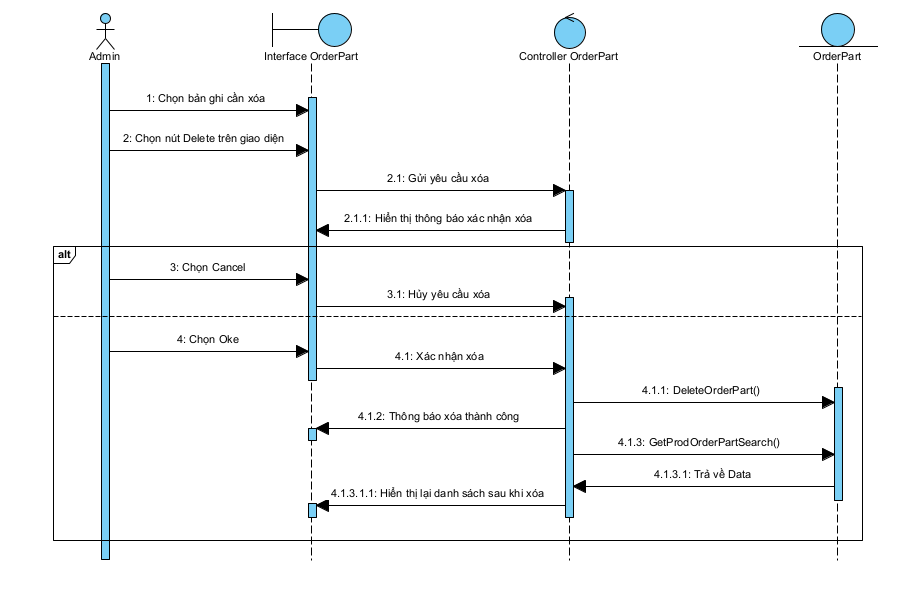 Admin
Interface OrderPart
Controller OrderPart
OrderPart
1: Chọn bản ghi cần xóa
2: Chọn nút Delete trên giao diện
2.1: Gửi yêu cầu xóa
2.1.1: Hiển thị thông báo xác nhận xóa
alt
3: Chọn Cancel
3.1: Hủy yêu cầu xóa
4: Chọn Oke
4.1: Xác nhận xóa
4.1.1: DeleteOrderPart()
4.1.2: Thông báo xóa thành công
4.1.3: GetProdOrderPartSearch()
4.1.3.1: Trả về Data
4.1.3.1.1: Hiển thị lại danh sách sau khi xóa